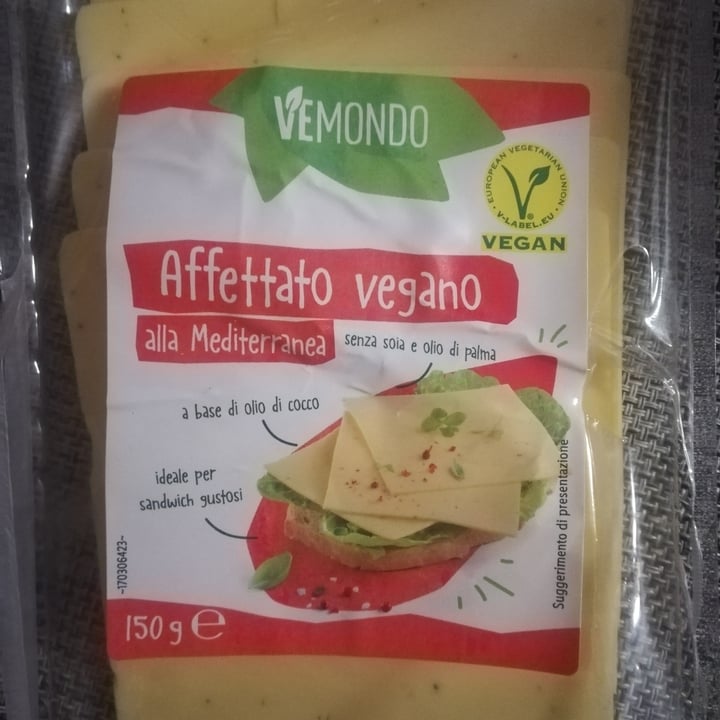 VEMONDO
EUROPEAN VEGETARIAN UNION
V-LABEL.EU
VEGAN
Affettato vegano
alla Mediterranea
senza soia e olio di palma
a base di olio di cocco
ideale per
sandwich gustosi
Suggerimento di presentazione
~170306423~
150 g e